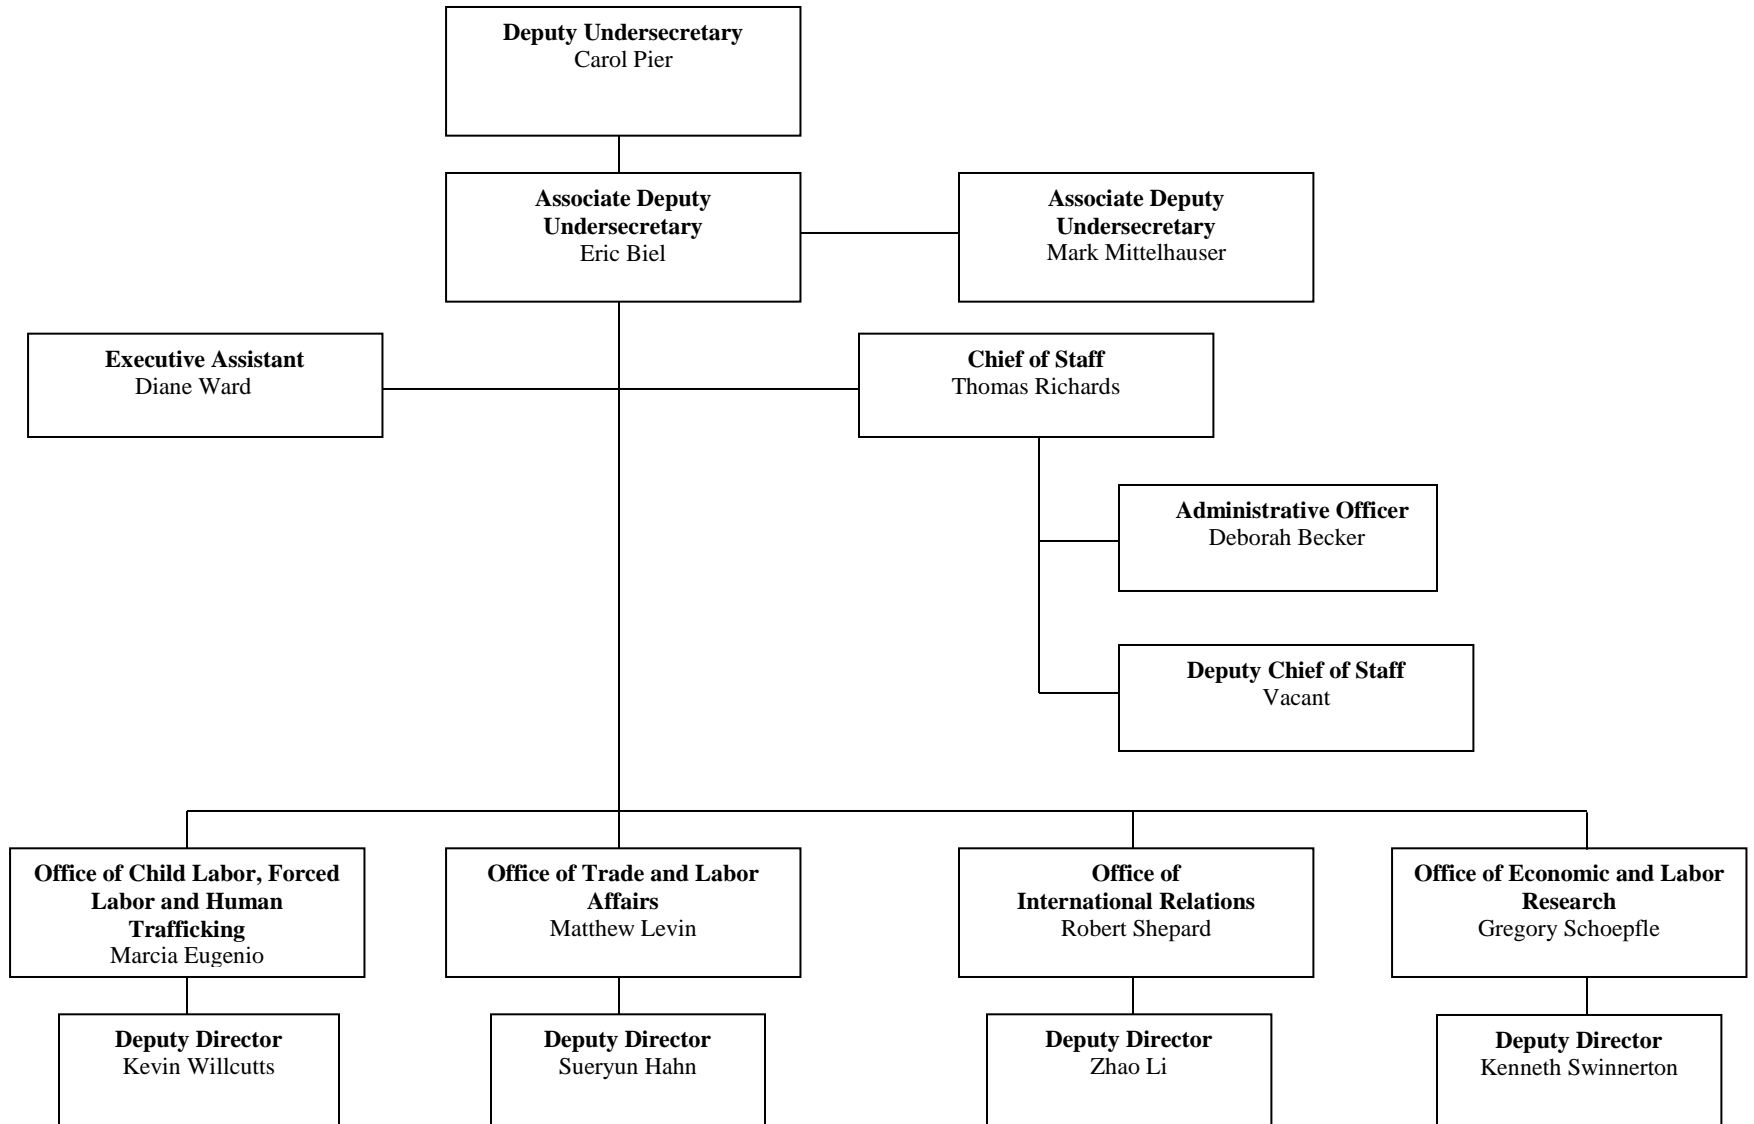 Deputy Undersecretary
Carol Pier
Associate Deputy
Undersecretary
Eric Biel
Associate Deputy
Undersecretary
Mark Mittelhauser
Executive Assistant
Diane Ward
Chief of Staff
Thomas Richards
Administrative Officer
Deborah Becker
Deputy Chief of Staff
Vacant
Office of Child Labor, Forced
Labor and Human
Trafficking
Marcia Eugenio
Office of Trade and Labor
Affairs
Matthew Levin
Office of
International Relations
Robert Shepard
Office of Economic and Labor
Research
Gregory Schoepfle
Deputy Director
Kevin Willcutts
Deputy Director
Sueryun Hahn
Deputy Director
Zhao Li
Deputy Director
Kenneth Swinnerton